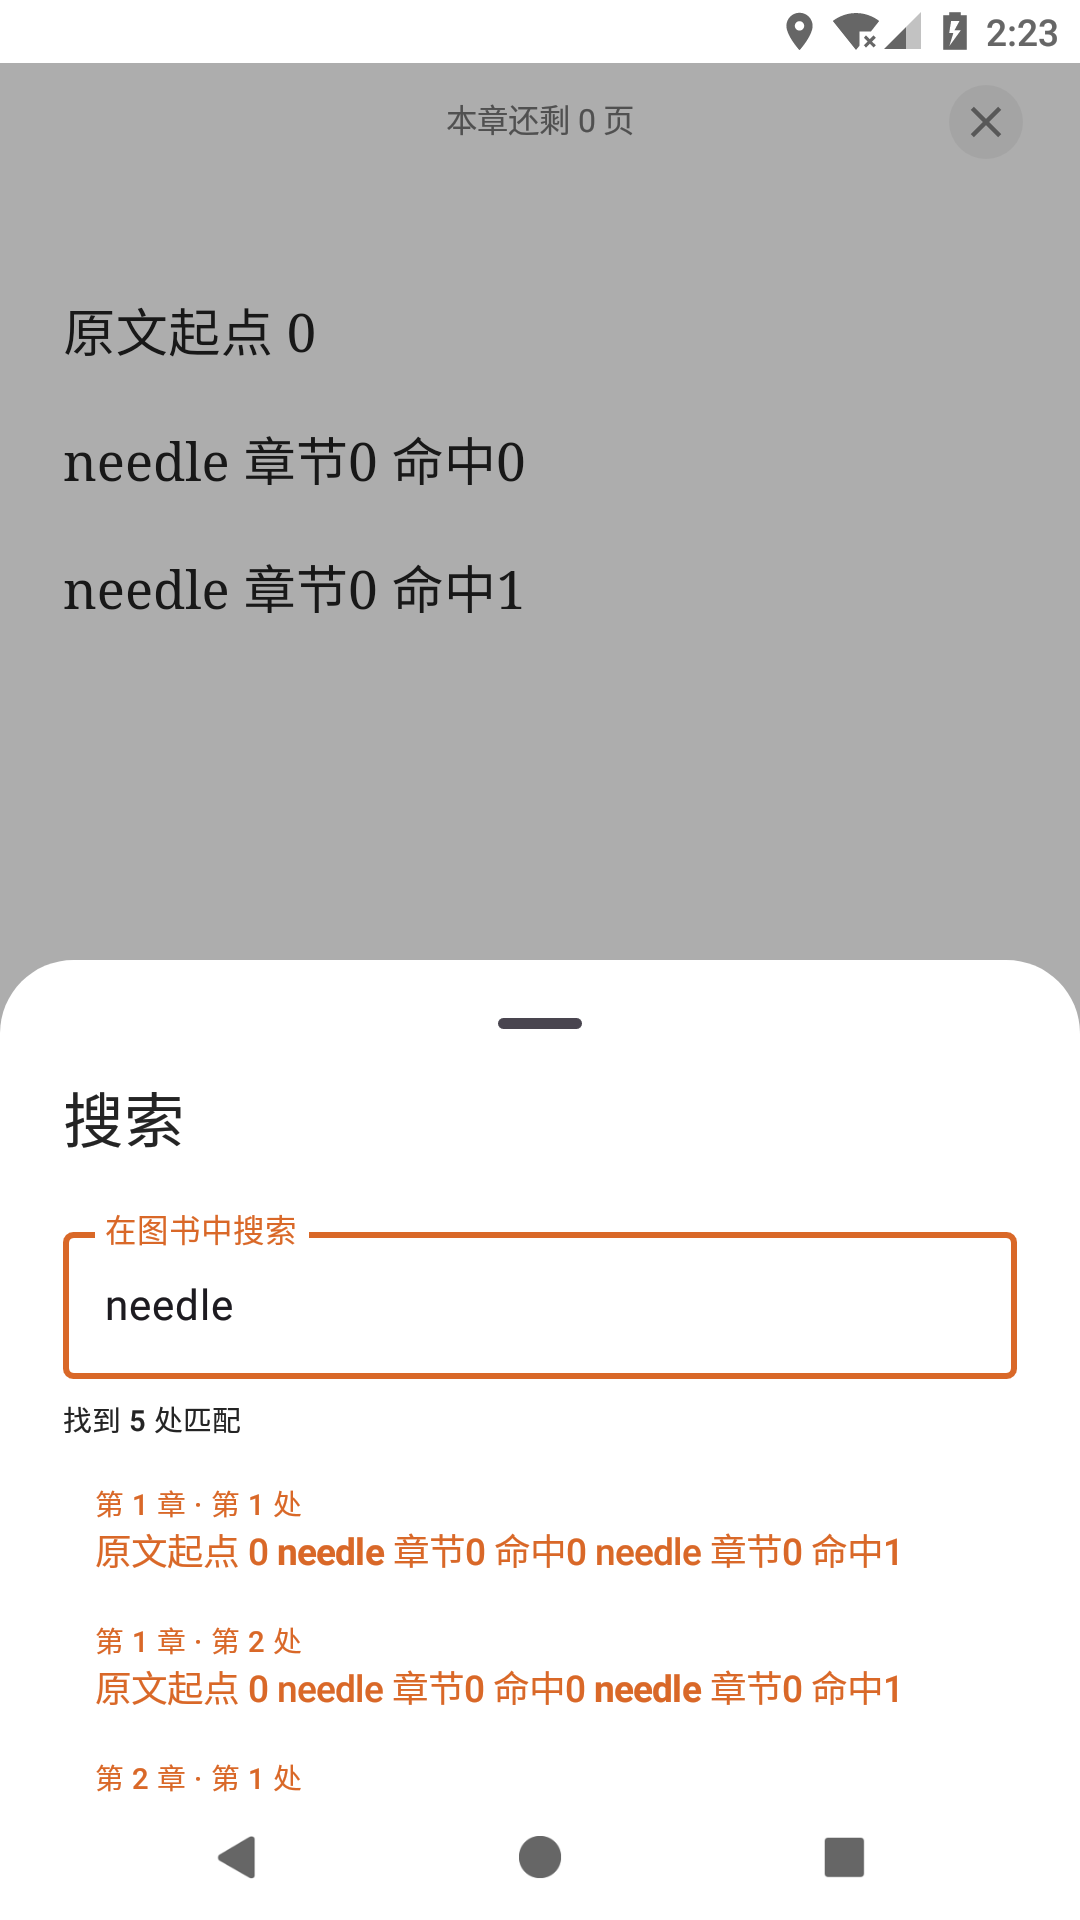 2:23
本章还剩 0 页
原文起点 0
needle 章节0 命中0
needle 章节0 命中1
搜索
在图书中搜索
needle
找到 5 处匹配
第 1 章 · 第 1 处
原文起点 0 needle 章节0 命中0 needle 章节0 命中1
第 1 章 · 第 2 处
原文起点 0 needle 章节0 命中0 needle 章节0 命中1
第 2 章 · 第 1 处